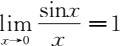 lim_{x→0} sinx/x = 1